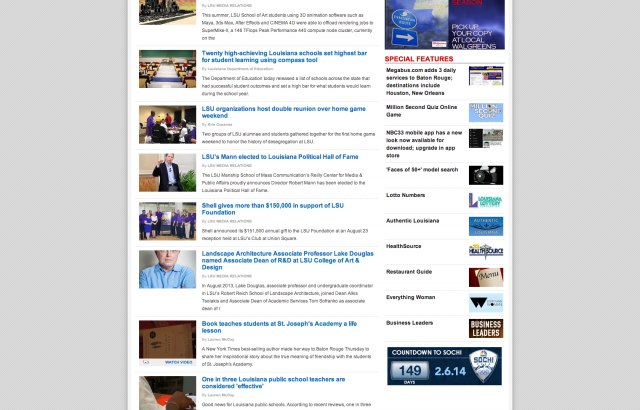 By LSU MEDIA RELATIONS
This summer, LSU School of Art students using 3D animation software such as
Maya, 3ds Max, After Effects and CINEMA 4D were able to offload rendering jobs to
SuperMike-II, a 146 TFlops Peak Performance 440 compute node cluster, currently
on the
Twenty high-achieving Louisiana schools set highest bar
for student learning using compass tool
By Louisiana Department of Education
The Department of Education today released a list of schools across the state that
had successful student outcomes and set a high bar for what students would learn
during the school year.
LSU organizations host double reunion over home game
weekend
Two groups of LSU alumnae and students gathered together for the first home game
weekend to honor the history of desegregation at LSU.
LSU's Mann elected to Louisiana Political Hall of Fame
By LSU MEDIA RELATIONS
The LSU Manship School of Mass Communication's Reilly Center for Media &
Public Affairs proudly announces Director Robert Mann has been elected to the
Louisiana Political Hall of Fame.
Shell gives more than $150,000 in support of LSU
Foundation
By LSU MEDIA RELATIONS
Shell announced its $151,500 annual gift to the LSU Foundation at an August 23
reception held at LSU's Club at Union Square.
Landscape Architecture Associate Professor Lake Douglas
named Associate Dean of R&D at LSU College of Art &
Design
By LSU MEDIA RELATIONS
In August 2013, Lake Douglas, associate professor and undergraduate coordinator
in LSU's Robert Reich School of Landscape Architecture, joined Dean Alkis
Tsolakis and Associate Dean of Academic Services Tom Sofranko as associate
dean of r
Book teaches students at St. Joseph's Academy a life
lesson
By Lauren McCoy
A New York Times best-selling author made her way to Baton Rouge Thursday to
share her inspirational story about the true meaning of friendship with the students
of St. Joseph's Academy.
WATCH VIDEO
One in three Louisiana public school teachers are
considered 'effective'
By Lauren McCoy
Good news for Louisiana public schools. According to recent reviews, one in three
SEASON
PICK UP
YOUR COPY
AT LOCAL
WALGREENS
SPECIAL FEATURES
Megabus.com adds 3 daily
services to Baton Rouge;
destinations include
Houston, New Orleans
Million Second Quiz Online
Game
MILLION
SECOND
QUIZ
NBC33 mobile app has a new
look now available for
download; upgrade in app
store
'Faces of 50+' model search
Lotto Numbers
LOUISIANA
LOTTERY
Authentic Louisiana
AUTHENTIC
LOUISIANA
HealthSource
THE HEALTH SOURCE
Restaurant Guide
Menu
Everything Woman
Business Leaders
BUSINESS
LEADERS
COUNTDOWN TO SOCHI
149
DAYS
2.6.14
SOCHI